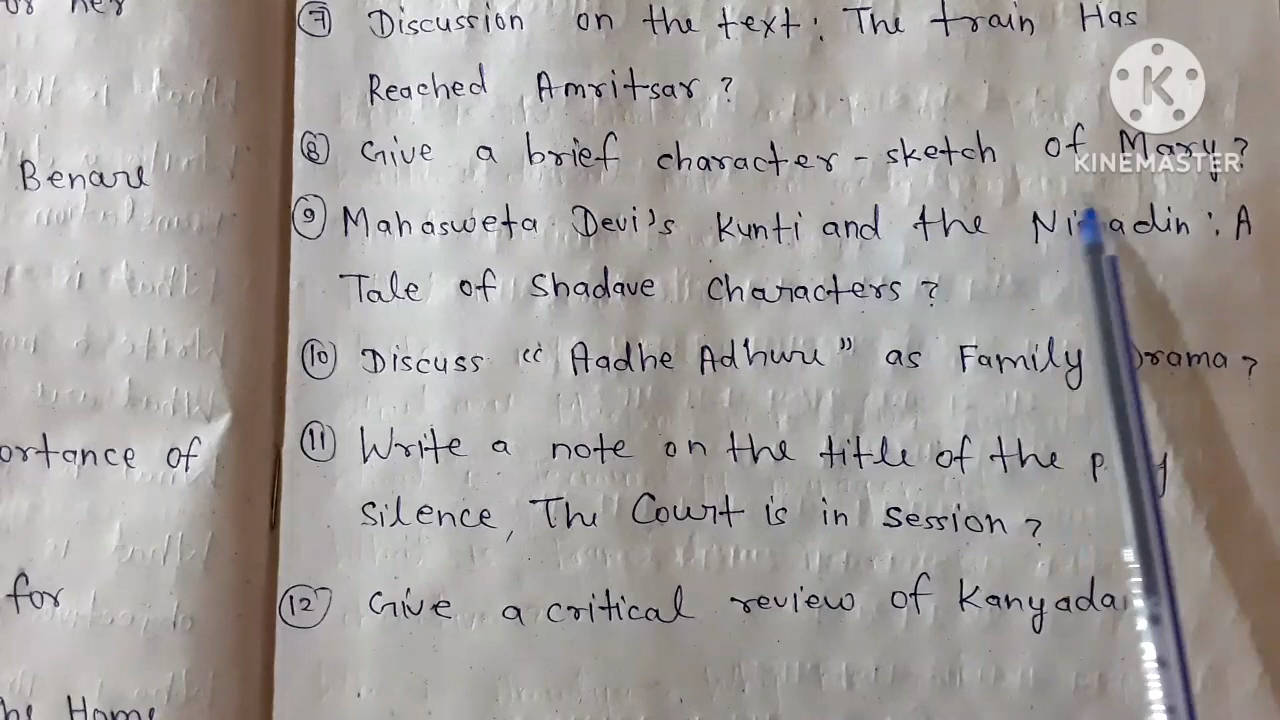 ⑦ Discussion on the text : The train Has
Reached Amritsar ?
⑧ Give a brief character - sketch of Mary ?
KINEMASTER
Benare
⑨ Mahasweta Devi's Kunti and the : A
Tale of Shadave characters ?
⑩ Discuss " Aadhe Adhure " as Family ?
⑪ Write a note on the title of the
ortance of
silence, The Court is in session ?
for
⑫ Give a critical review of Kanyada
he Home